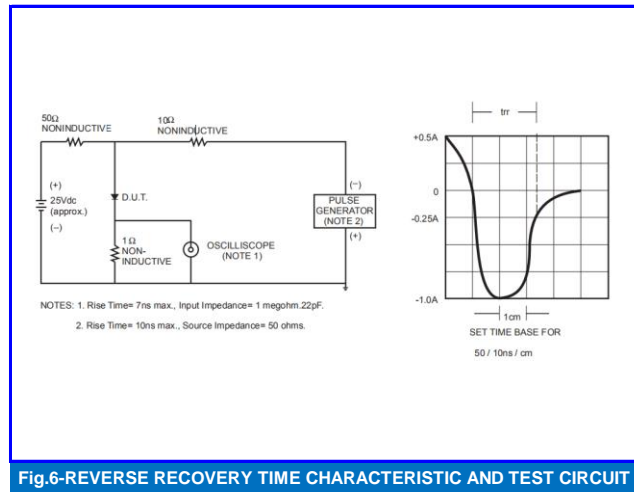 50Ω
NONINDUCTIVE
10Ω
NONINDUCTIVE
(+)
25Vdc
(approx.)
(–)
D.U.T.
1Ω
NON-
INDUCTIVE
OSCILLISCOPE
(NOTE 1)
(–)
PULSE
GENERATOR
(NOTE 2)
(+)
NOTES: 1. Rise Time= 7ns max., Input Impedance= 1 megohm.22pF.
2. Rise Time= 10ns max., Source Impedance= 50 ohms.
trr
+0.5A
0
-0.25A
-1.0A
1cm
SET TIME BASE FOR
50 / 10ns / cm
Fig.6-REVERSE RECOVERY TIME CHARACTERISTIC AND TEST CIRCUIT